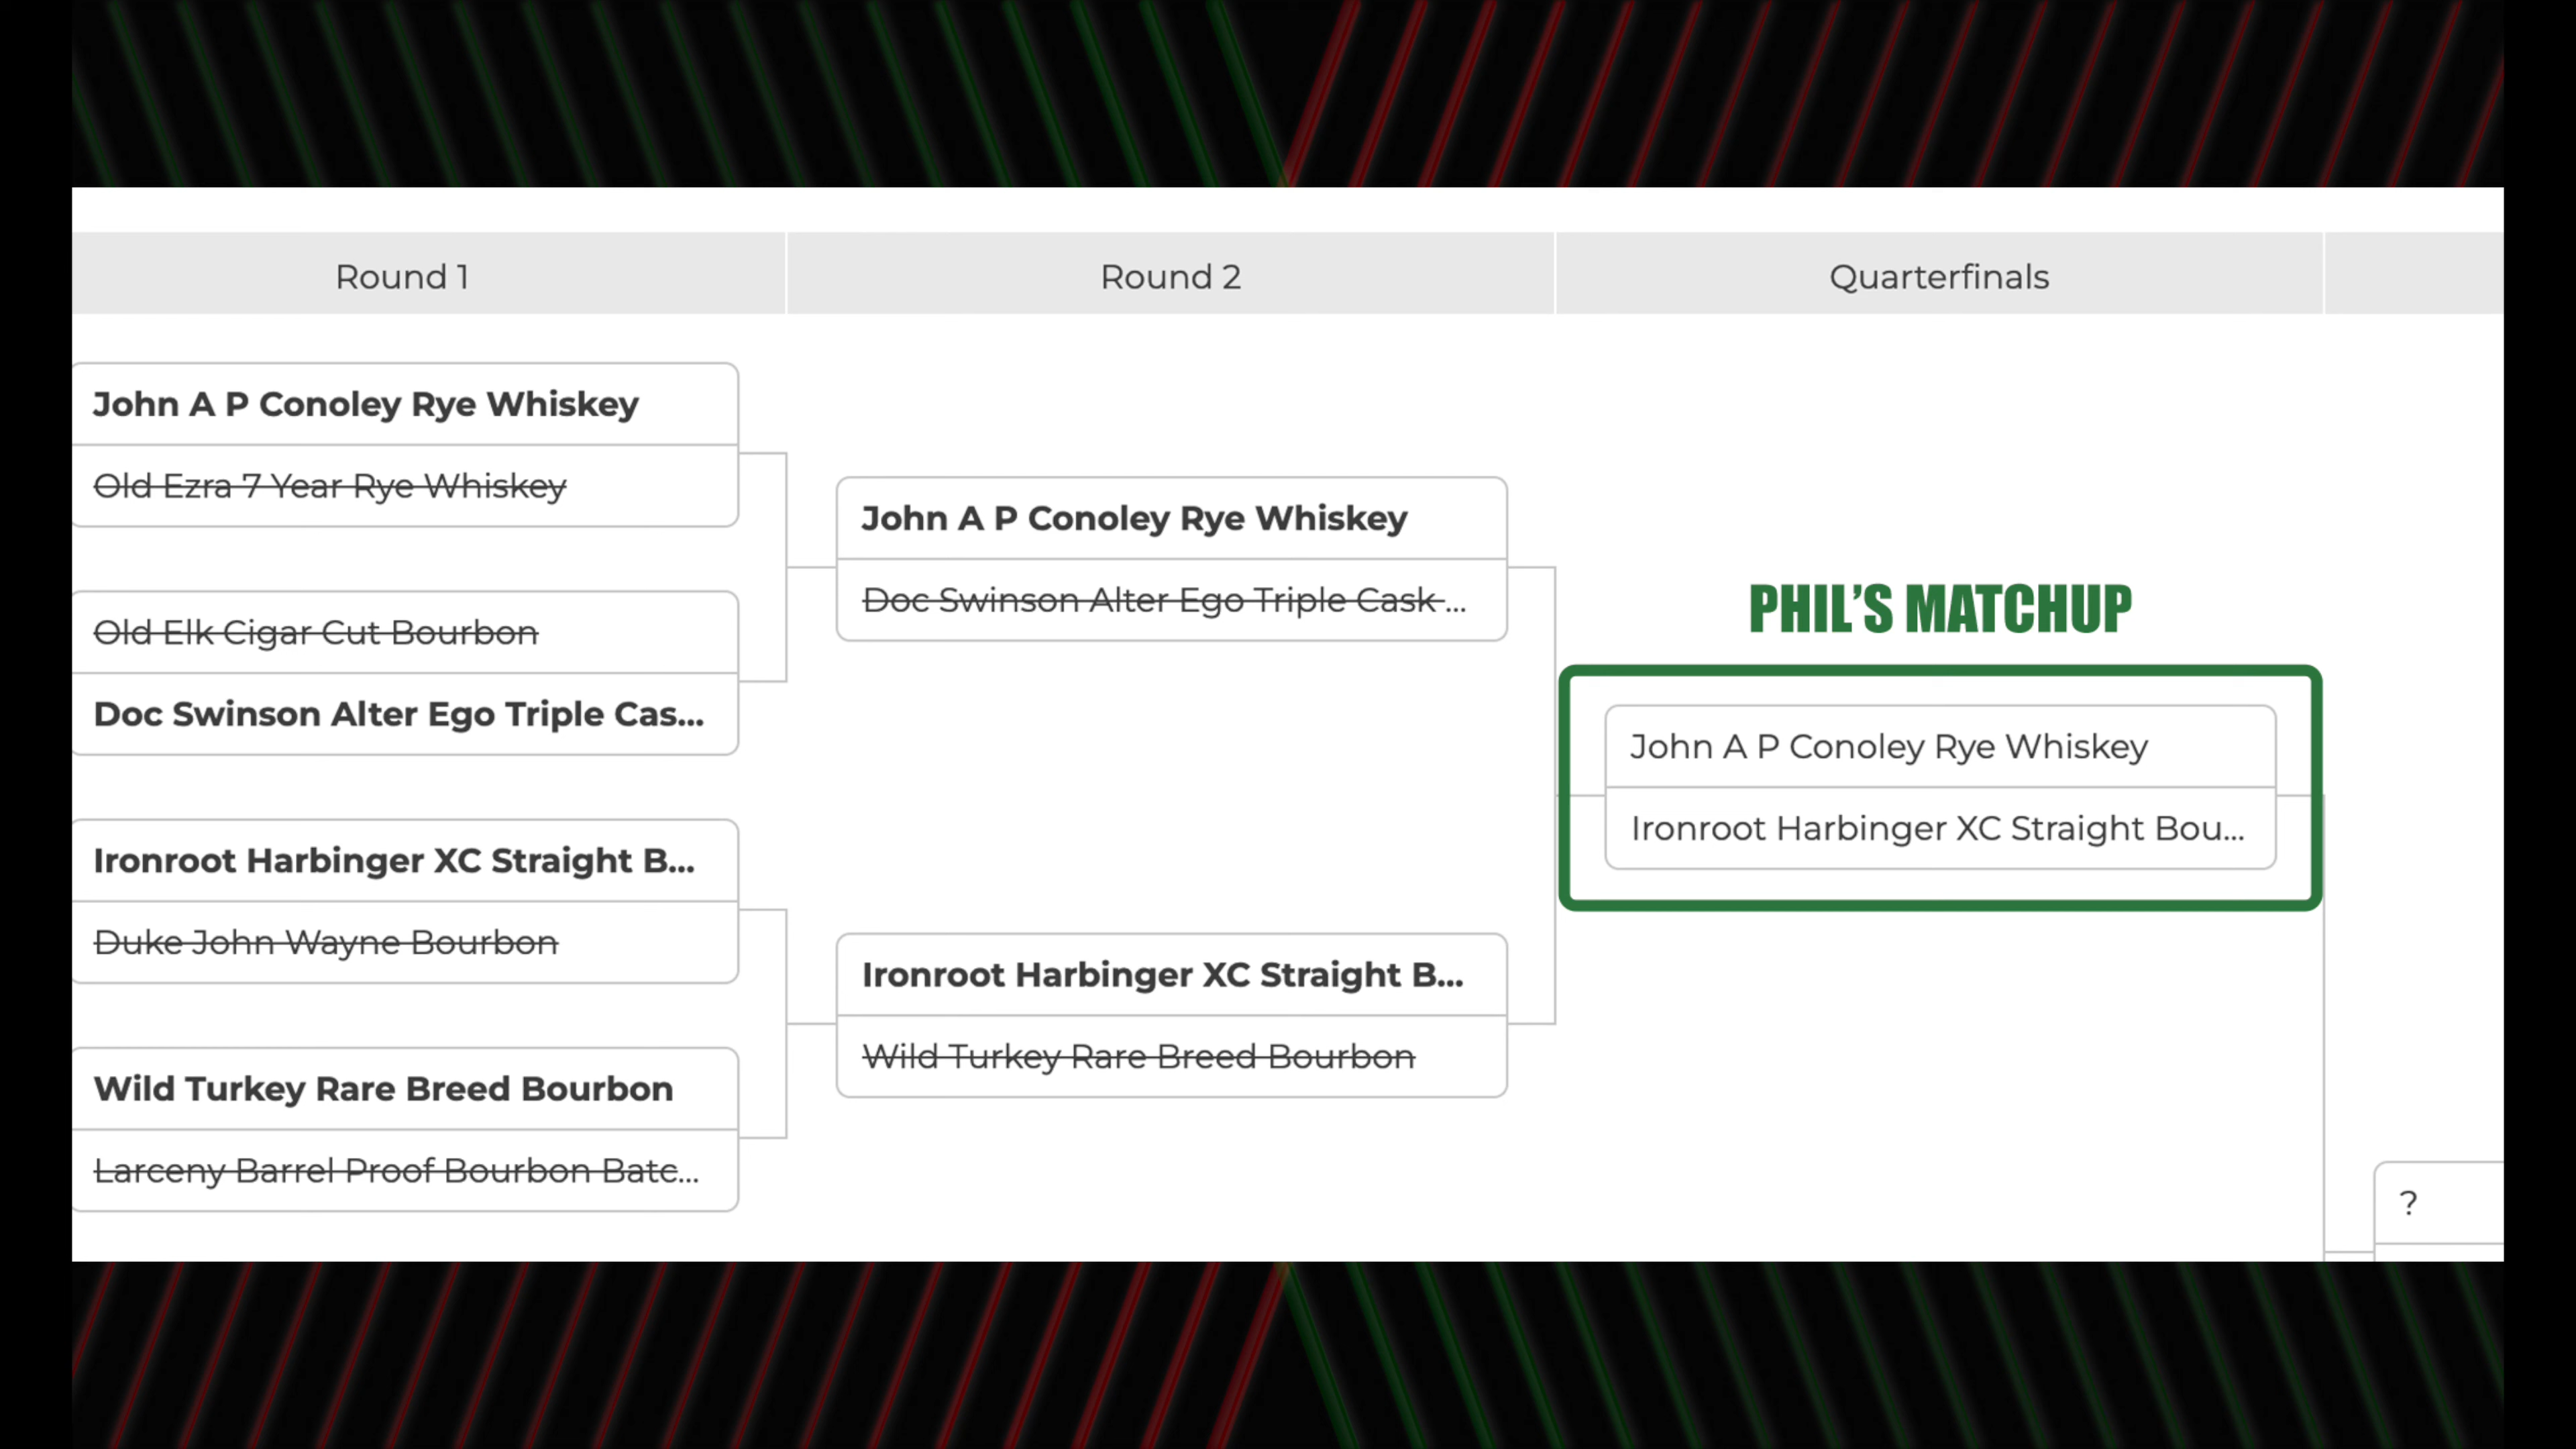 Round 1
Round 2
Quarterfinals
John A P Conoley Rye Whiskey
Old Ezra 7 Year Rye Whiskey
Old Elk Cigar Cut Bourbon
Doc Swinson Alter Ego Triple Cas...
Ironroot Harbinger XC Straight B...
Duke John Wayne Bourbon
Wild Turkey Rare Breed Bourbon
Larceny Barrel Proof Bourbon Batc...
John A P Conoley Rye Whiskey
Doc Swinson Alter Ego Triple Cask ...
Ironroot Harbinger XC Straight B...
Wild Turkey Rare Breed Bourbon
PHIL'S MATCHUP
John A P Conoley Rye Whiskey
Ironroot Harbinger XC Straight Bou...
?